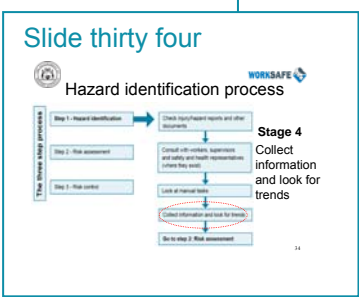 Slide thirty four
WORKSAFE
Hazard identification process
The three step process
Step 1 - Hazard identification
Step 2 - Risk assessment
Step 3 - Risk control
Check injury/hazard reports and other
documents
Consult with workers, supervisors
and safety and health representatives
(where they exist)
Look at manual tasks
Collect information and look for trends
Go to step 2: Risk assessment
Stage 4
Collect
information
and look for
trends
34